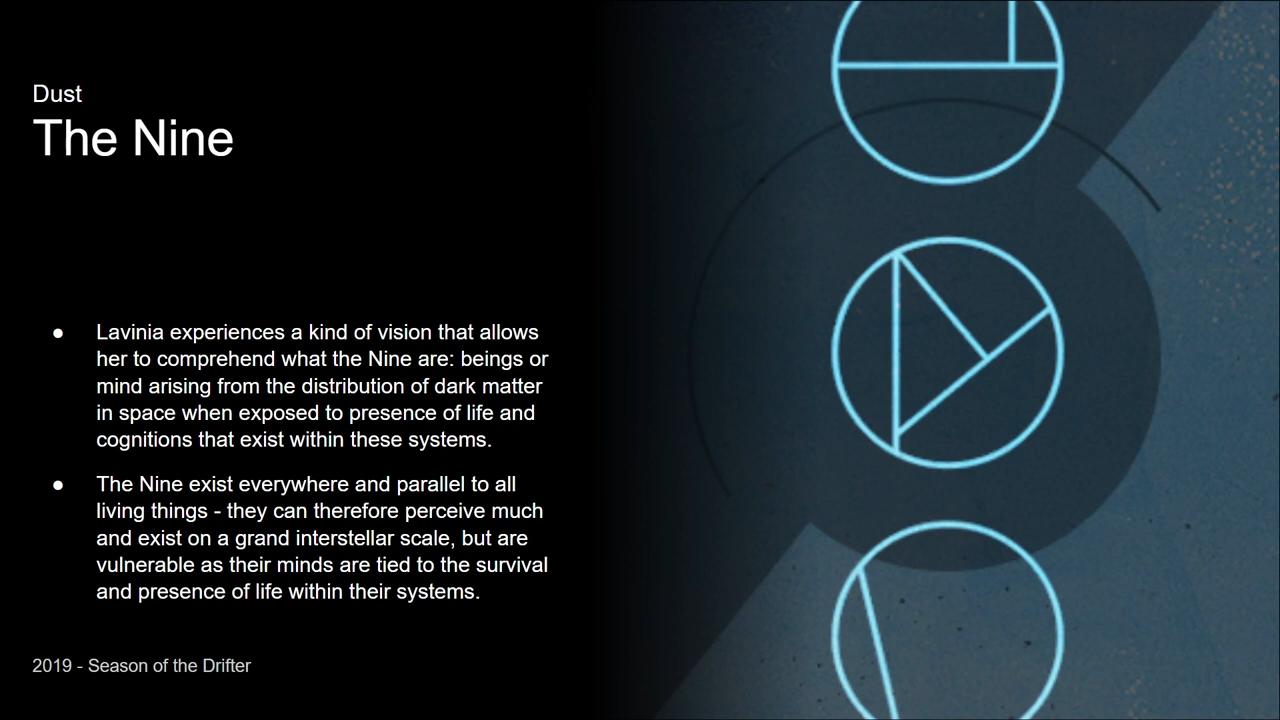 Dust
The Nine
● Lavinia experiences a kind of vision that allows
her to comprehend what the Nine are: beings or
mind arising from the distribution of dark matter
in space when exposed to presence of life and
cognitions that exist within these systems.
● The Nine exist everywhere and parallel to all
living things - they can therefore perceive much
and exist on a grand interstellar scale, but are
vulnerable as their minds are tied to the survival
and presence of life within their systems.
2019 - Season of the Drifter